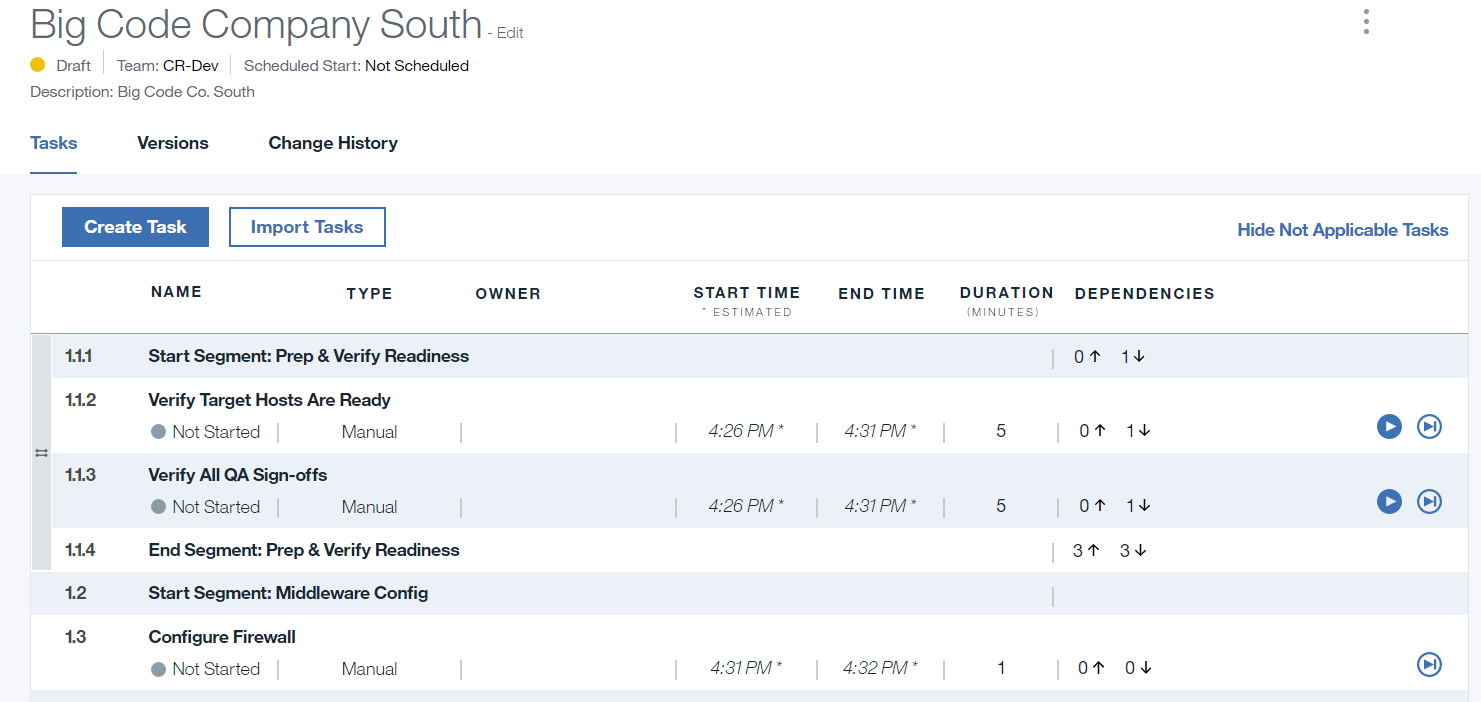 Big Code Company South - Edit
Draft Team: CR-Dev Scheduled Start: Not Scheduled
Description: Big Code Co. South
Tasks Versions Change History
Create Task Import Tasks Hide Not Applicable Tasks
NAME TYPE OWNER START TIME END TIME DURATION DEPENDENCIES
* ESTIMATED (MINUTES)
1.1.1 Start Segment: Prep & Verify Readiness 0↑ 1↓
1.1.2 Verify Target Hosts Are Ready
Not Started Manual 4:26 PM * 4:31 PM * 5 0↑ 1↓
1.1.3 Verify All QA Sign-offs
Not Started Manual 4:26 PM * 4:31 PM * 5 0↑ 1↓
1.1.4 End Segment: Prep & Verify Readiness 3↑ 3↓
1.2 Start Segment: Middleware Config
1.3 Configure Firewall
Not Started Manual 4:31 PM * 4:32 PM * 1 0↑ 0↓